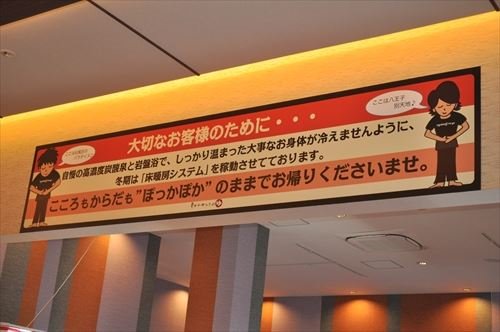 大切なお客様のために・・・
自慢の高濃度炭酸泉と岩盤浴で、しっかり温まった大事なお身体が冷えませんように、
冬期は「床暖房システム」を稼動させてております。
こころもからだも"ぽっかぽか"のままでお帰りくださいませ。
ここは八王子
別天地♪